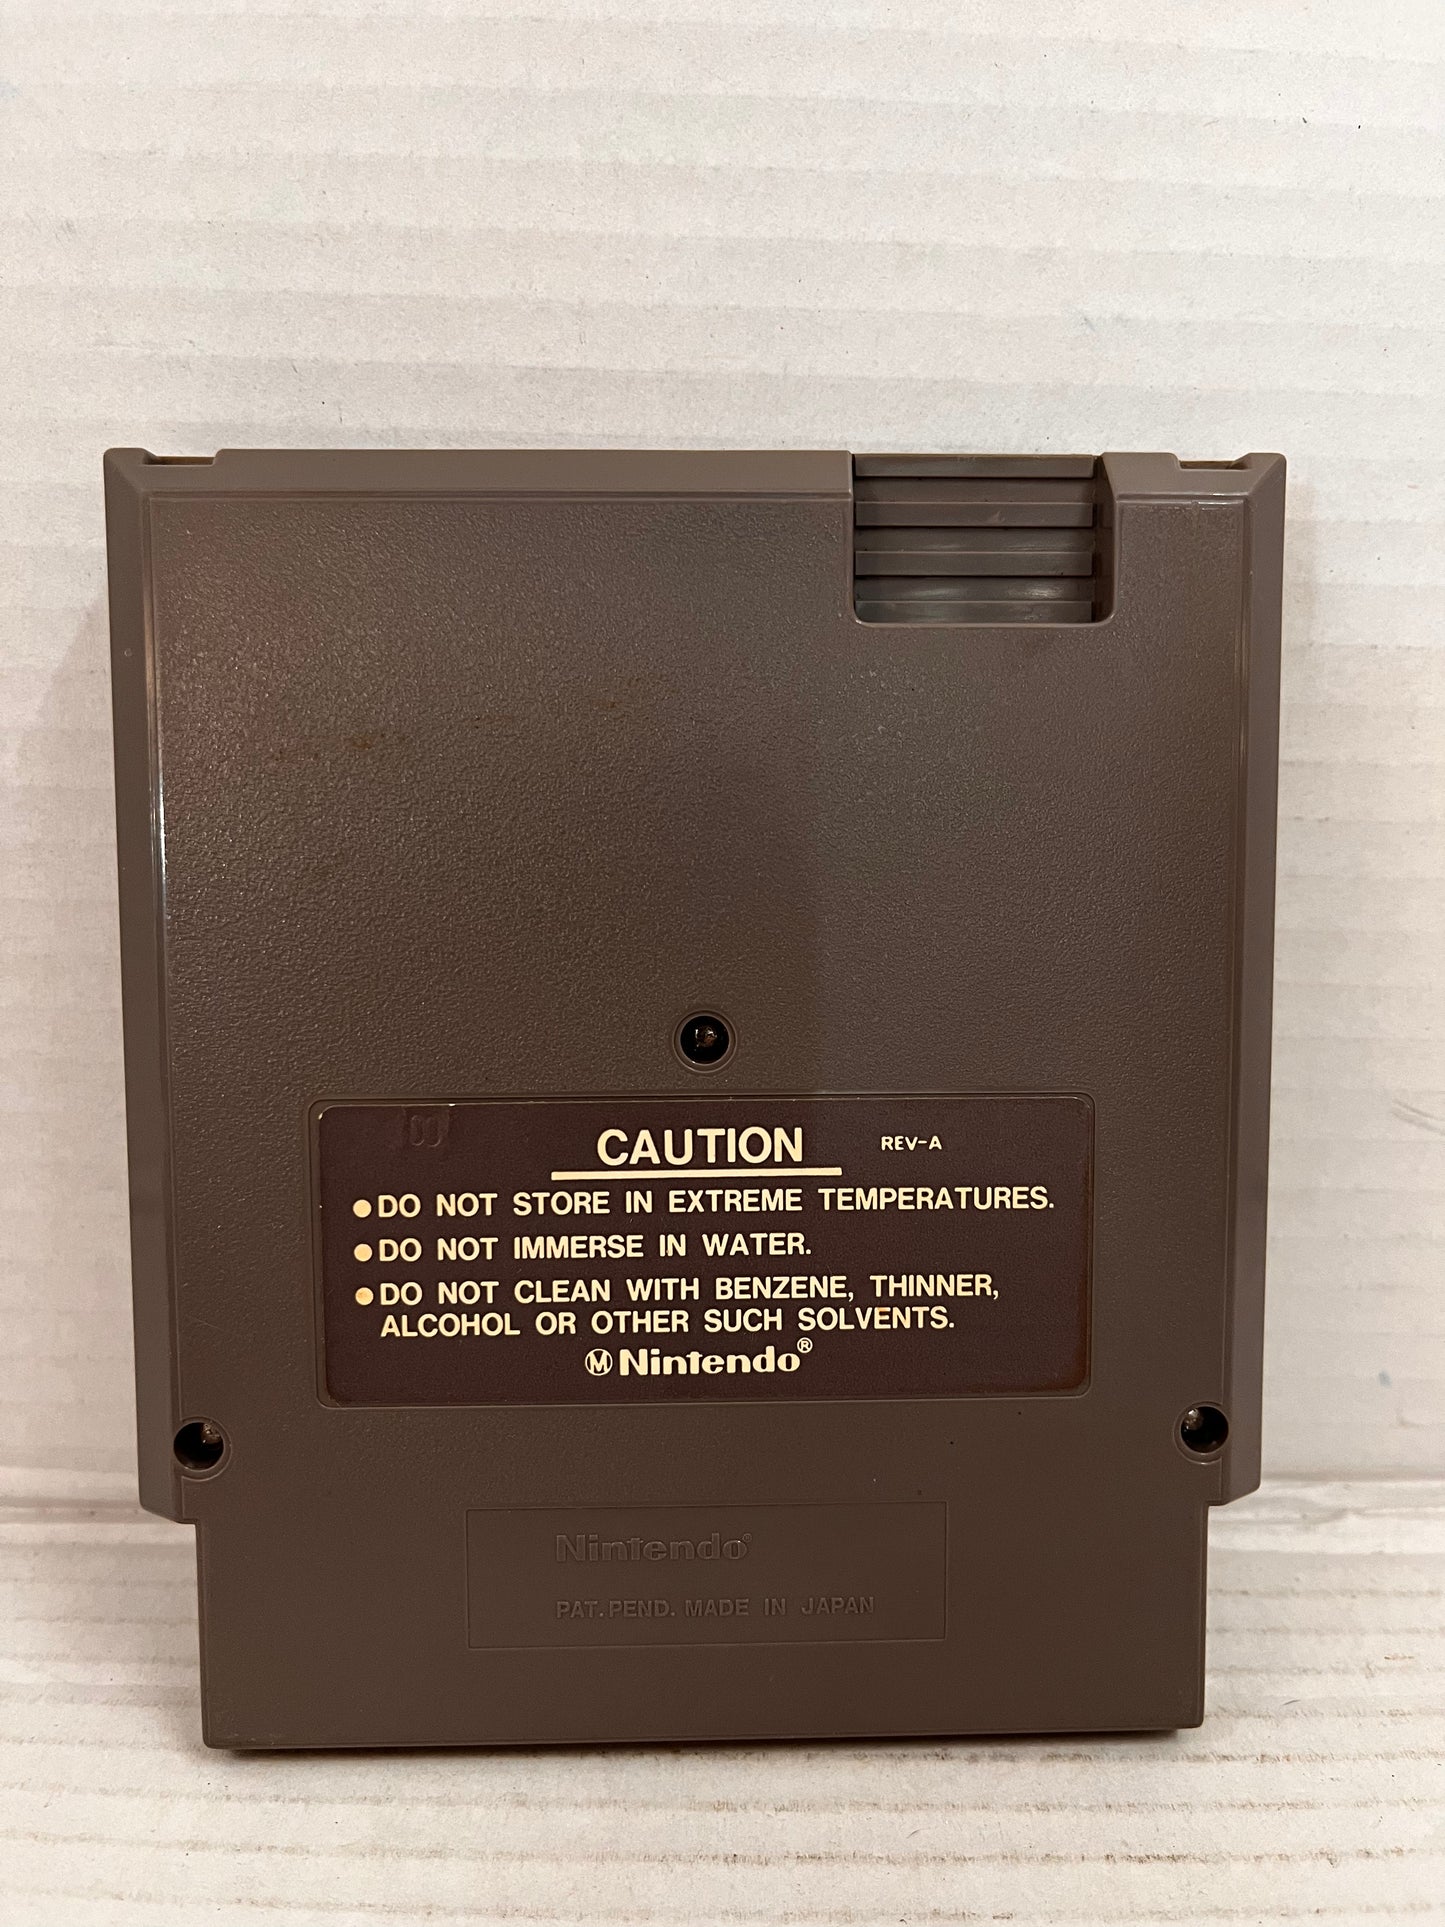 CAUTION REV-A
●DO NOT STORE IN EXTREME TEMPERATURES.
●DO NOT IMMERSE IN WATER.
●DO NOT CLEAN WITH BENZENE, THINNER,
ALCOHOL OR OTHER SUCH SOLVENTS.
Ⓜ Nintendo®
Nintendo®
PAT. PEND. MADE IN JAPAN